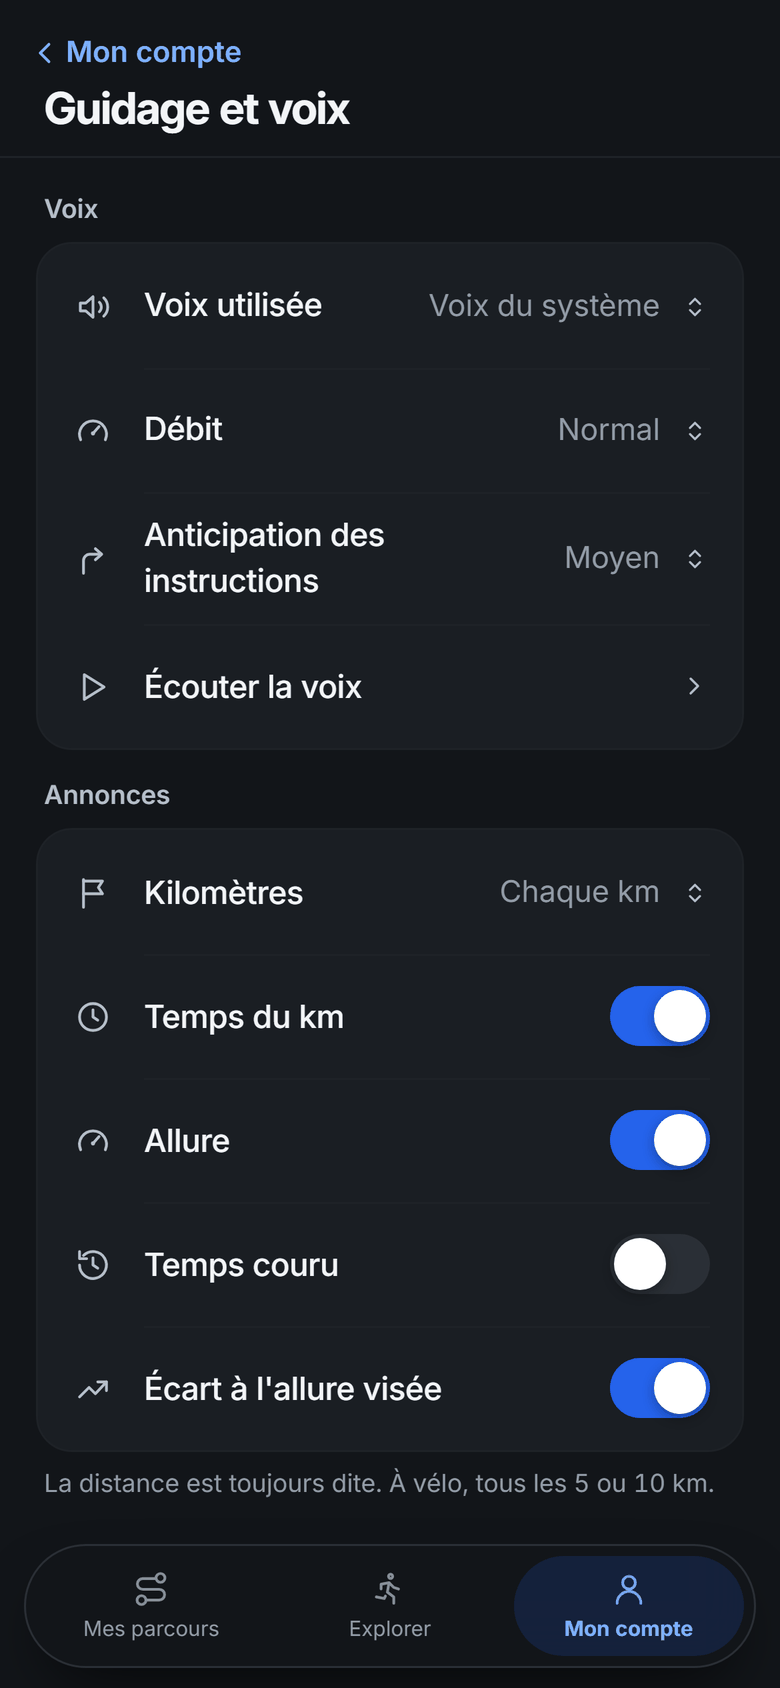 Mon compte
Guidage et voix
Voix
Voix utilisée
Voix du système
Débit
Normal
Anticipation des
instructions
Moyen
Écouter la voix
Annonces
Kilomètres
Chaque km
Temps du km
Allure
Temps couru
Écart à l'allure visée
La distance est toujours dite. À vélo, tous les 5 ou 10 km.
Mes parcours
Explorer
Mon compte